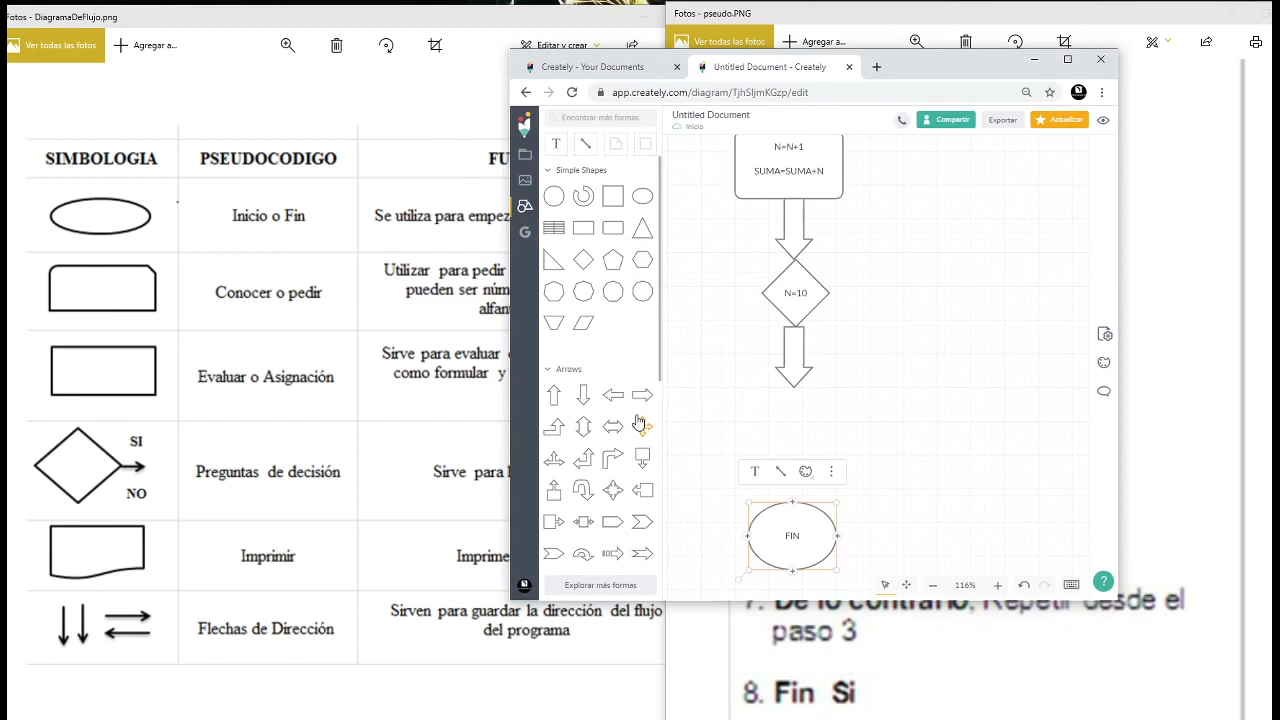 Fotos - DiagramaDeFlujo.png
Ver todas las fotos
Agregar a...
Editar y crear
Fotos - pseudo.PNG
Ver todas las fotos
Agregar a...
Creately - Your Documents
Untitled Document - Creately
app.creately.com/diagram/TjhSIjmKGzp/edit
Encontrar más formas
Untitled Document
Inicio
Compartir
Exportar
Actualizar
T
Simple Shapes
Arrows
Explorar más formas
N=N+1
SUMA=SUMA+N
N=10
T
FIN
116%
?
SIMBOLOGIA PSEUDOCODIGO FU
Inicio o Fin Se utiliza para empez
Conocer o pedir Utilizar para pedir
pueden ser núm
alfan
Evaluar o Asignación Sirve para evaluar
como formular y
SI
NO
Preguntas de decisión Sirve para
Imprimir Imprime
Flechas de Dirección Sirven para guardar la dirección del flujo
del programa
7. De lo contrario, Repetir desde el
paso 3
8. Fin Si